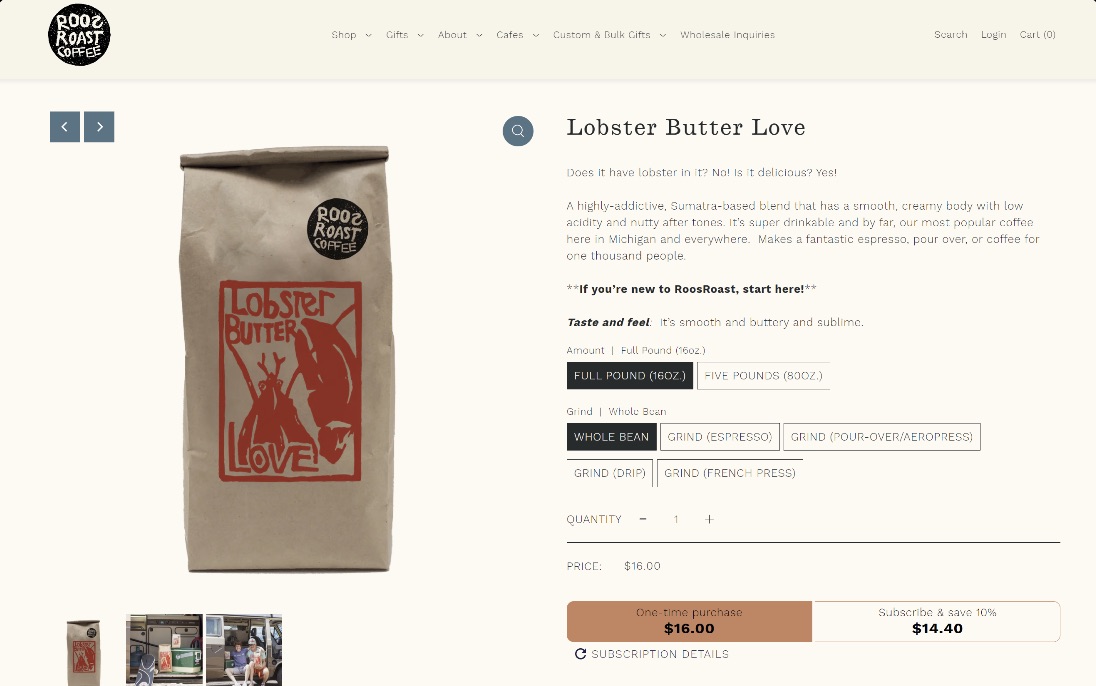 ROOS
ROAST
COFFEE
Shop
Gifts
About
Cafes
Custom & Bulk Gifts
Wholesale Inquiries
Search
Login
Cart (0)
ROOS
ROAST
COFFEE
LOBSTER
BUTTER
LOVE
Lobster Butter Love
Does it have lobster in it? No! Is it delicious? Yes!
A highly-addictive, Sumatra-based blend that has a smooth, creamy body with low
acidity and nutty after tones. It's super drinkable and by far, our most popular coffee
here in Michigan and everywhere. Makes a fantastic espresso, pour over, or coffee for
one thousand people.
**If you're new to RoosRoast, start here!**
Taste and feel: It's smooth and buttery and sublime.
Amount | Full Pound (16oz.)
FULL POUND (16OZ.) FIVE POUNDS (80OZ.)
Grind | Whole Bean
WHOLE BEAN GRIND (ESPRESSO) GRIND (POUR-OVER/AEROPRESS)
GRIND (DRIP) GRIND (FRENCH PRESS)
QUANTITY − 1 +
PRICE: $16.00
One-time purchase
$16.00
Subscribe & save 10%
$14.40
SUBSCRIPTION DETAILS